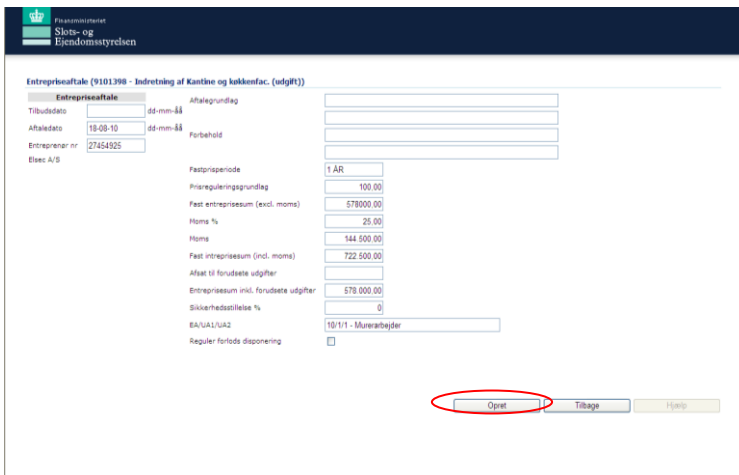 Finansministeriet
Slots- og
Ejendomsstyrelsen
Entrepriseaftale (9101398 - Indretning af Kantine og køkkenfac. (udgift))
Entrepriseaftale
Tilbudsdato dd-mm-åå
Aftaledato 18-08-10 dd-mm-åå
Entreprenør nr 27454925
Elsec A/S
Aftalegrundlag
Forbehold
Fastprisperiode 1 ÅR
Prisreguleringsgrundlag 100,00
Fast entreprisesum (excl. moms) 578000,00
Moms % 25,00
Moms 144.500,00
Fast intreprisesum (incl. moms) 722.500,00
Afsat til forudsete udgifter
Entreprisesum inkl. forudsete udgifter 578.000,00
Sikkerhedsstillelse % 0
EA/UA1/UA2 10/1/1 - Murerarbejder
Reguler forlods disponering
Opret Tilbage Hjælp